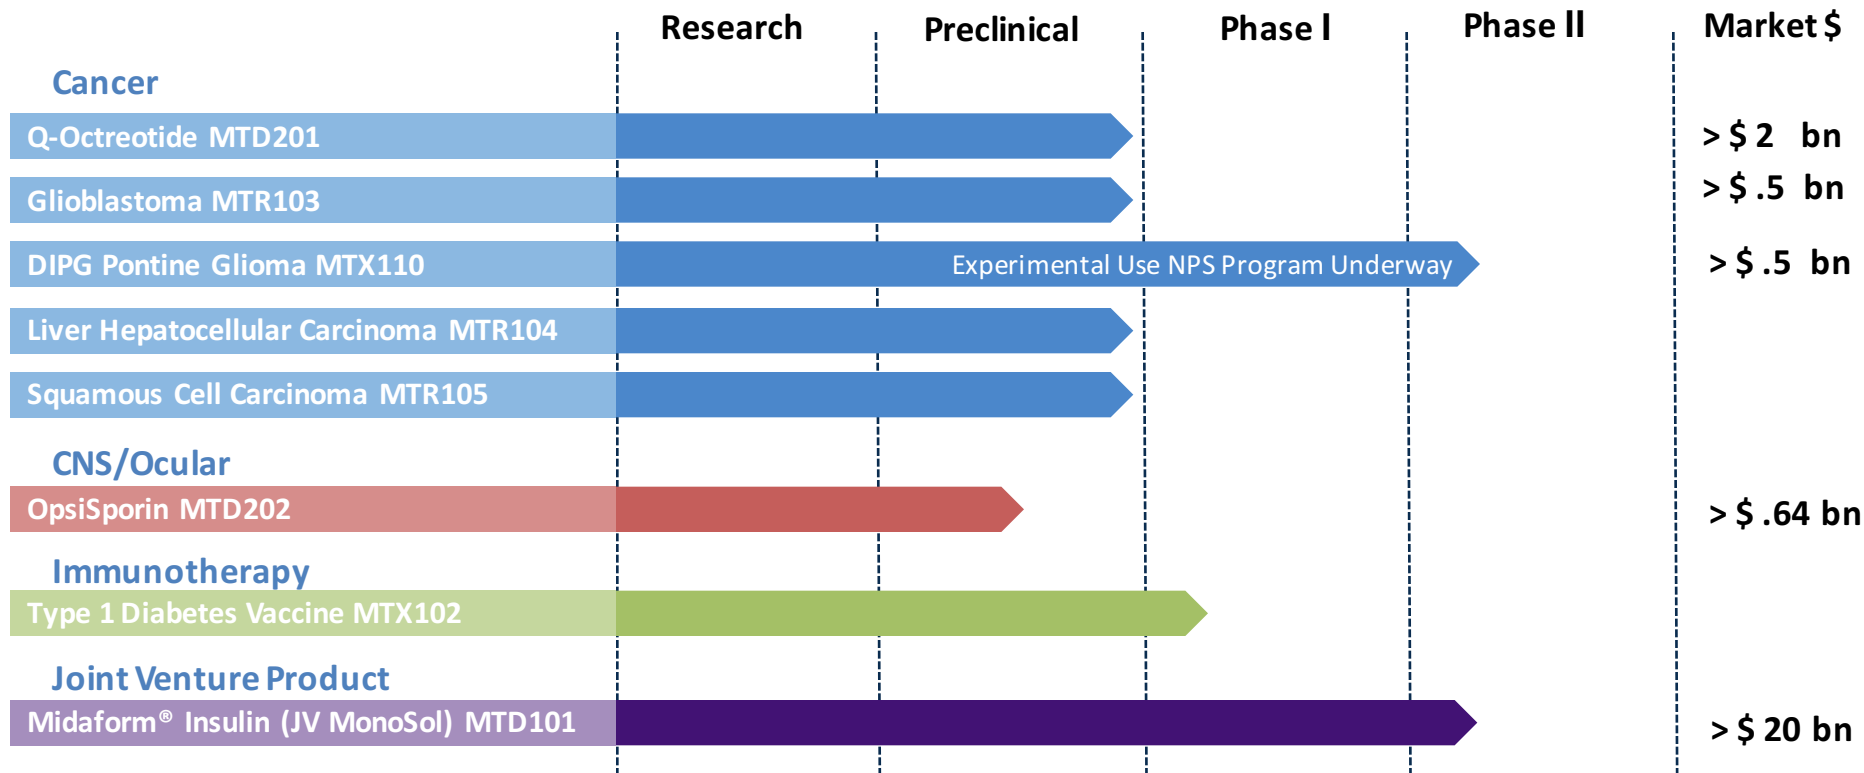 Research Preclinical Phase I Phase II Market $
Cancer
Q-Octreotide MTD201 > $ 2 bn
Glioblastoma MTR103 > $ .5 bn
DIPG Pontine Glioma MTX110 Experimental Use NPS Program Underway > $ .5 bn
Liver Hepatocellular Carcinoma MTR104
Squamous Cell Carcinoma MTR105
CNS/Ocular
OpsiSporin MTD202 > $ .64 bn
Immunotherapy
Type 1 Diabetes Vaccine MTX102
Joint Venture Product
Midaform® Insulin (JV MonoSol) MTD101 > $ 20 bn